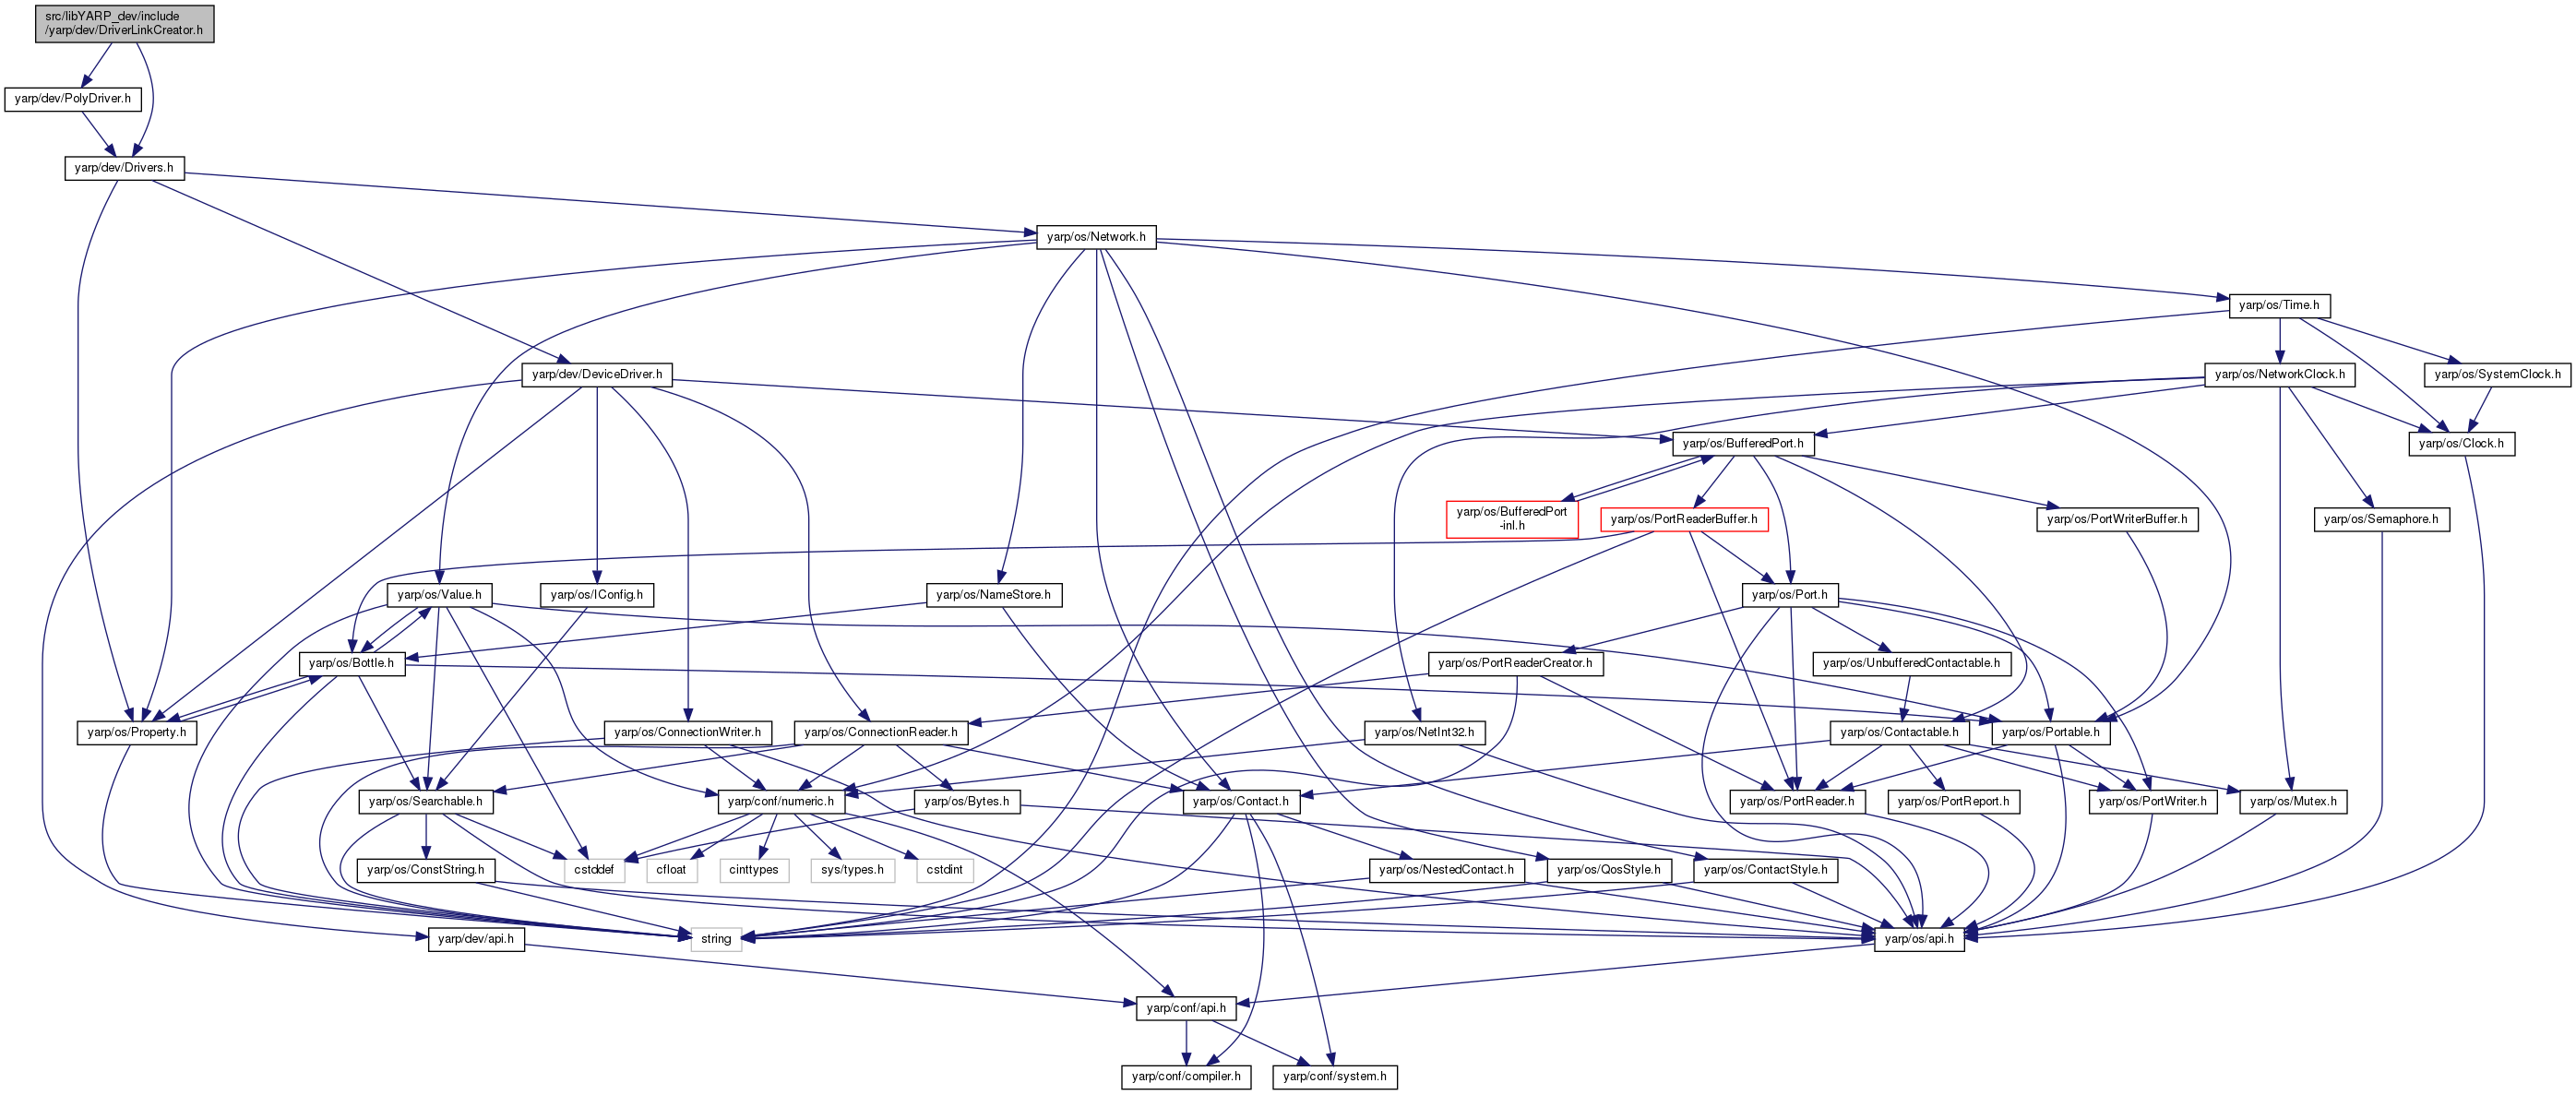 src/libYARP_dev/include
/yarp/dev/DriverLinkCreator.h
yarp/dev/PolyDriver.h
yarp/dev/Drivers.h
yarp/os/Network.h
yarp/os/Time.h
yarp/dev/DeviceDriver.h
yarp/os/NetworkClock.h
yarp/os/SystemClock.h
yarp/os/BufferedPort.h
yarp/os/Clock.h
yarp/os/BufferedPort
-inl.h
yarp/os/PortReaderBuffer.h
yarp/os/PortWriterBuffer.h
yarp/os/Semaphore.h
yarp/os/Value.h
yarp/os/IConfig.h
yarp/os/NameStore.h
yarp/os/Port.h
yarp/os/Bottle.h
yarp/os/PortReaderCreator.h
yarp/os/UnbufferedContactable.h
yarp/os/Property.h
yarp/os/ConnectionWriter.h
yarp/os/ConnectionReader.h
yarp/os/NetInt32.h
yarp/os/Contactable.h
yarp/os/Portable.h
yarp/os/Searchable.h
yarp/conf/numeric.h
yarp/os/Bytes.h
yarp/os/Contact.h
yarp/os/PortReader.h
yarp/os/PortReport.h
yarp/os/PortWriter.h
yarp/os/Mutex.h
yarp/os/ConstString.h
cstddef
cfloat
cinttypes
sys/types.h
cstdint
yarp/os/NestedContact.h
yarp/os/QosStyle.h
yarp/os/ContactStyle.h
yarp/dev/api.h
string
yarp/os/api.h
yarp/conf/api.h
yarp/conf/compiler.h
yarp/conf/system.h